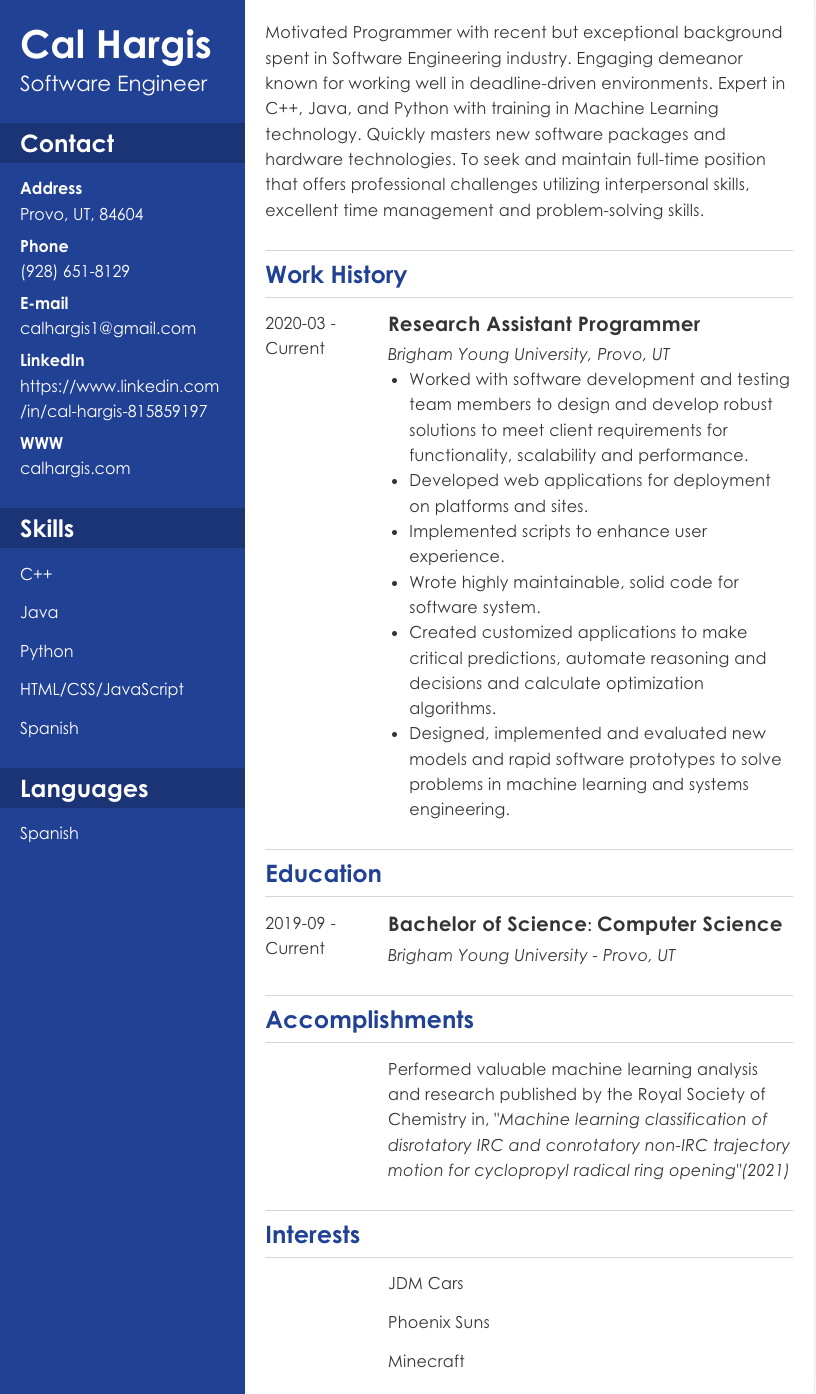 Cal Hargis
Software Engineer
Contact
Address
Provo, UT, 84604
Phone
(928) 651-8129
E-mail
calhargis1@gmail.com
LinkedIn
https://www.linkedin.com
/in/cal-hargis-815859197
WWW
calhargis.com
Skills
C++
Java
Python
HTML/CSS/JavaScript
Spanish
Languages
Spanish
Motivated Programmer with recent but exceptional background
spent in Software Engineering industry. Engaging demeanor
known for working well in deadline-driven environments. Expert in
C++, Java, and Python with training in Machine Learning
technology. Quickly masters new software packages and
hardware technologies. To seek and maintain full-time position
that offers professional challenges utilizing interpersonal skills,
excellent time management and problem-solving skills.
Work History
2020-03 -
Current
Research Assistant Programmer
Brigham Young University, Provo, UT
• Worked with software development and testing
team members to design and develop robust
solutions to meet client requirements for
functionality, scalability and performance.
• Developed web applications for deployment
on platforms and sites.
• Implemented scripts to enhance user
experience.
• Wrote highly maintainable, solid code for
software system.
• Created customized applications to make
critical predictions, automate reasoning and
decisions and calculate optimization
algorithms.
• Designed, implemented and evaluated new
models and rapid software prototypes to solve
problems in machine learning and systems
engineering.
Education
2019-09 -
Current
Bachelor of Science: Computer Science
Brigham Young University - Provo, UT
Accomplishments
Performed valuable machine learning analysis
and research published by the Royal Society of
Chemistry in, "Machine learning classification of
disrotatory IRC and conrotatory non-IRC trajectory
motion for cyclopropyl radical ring opening"(2021)
Interests
JDM Cars
Phoenix Suns
Minecraft